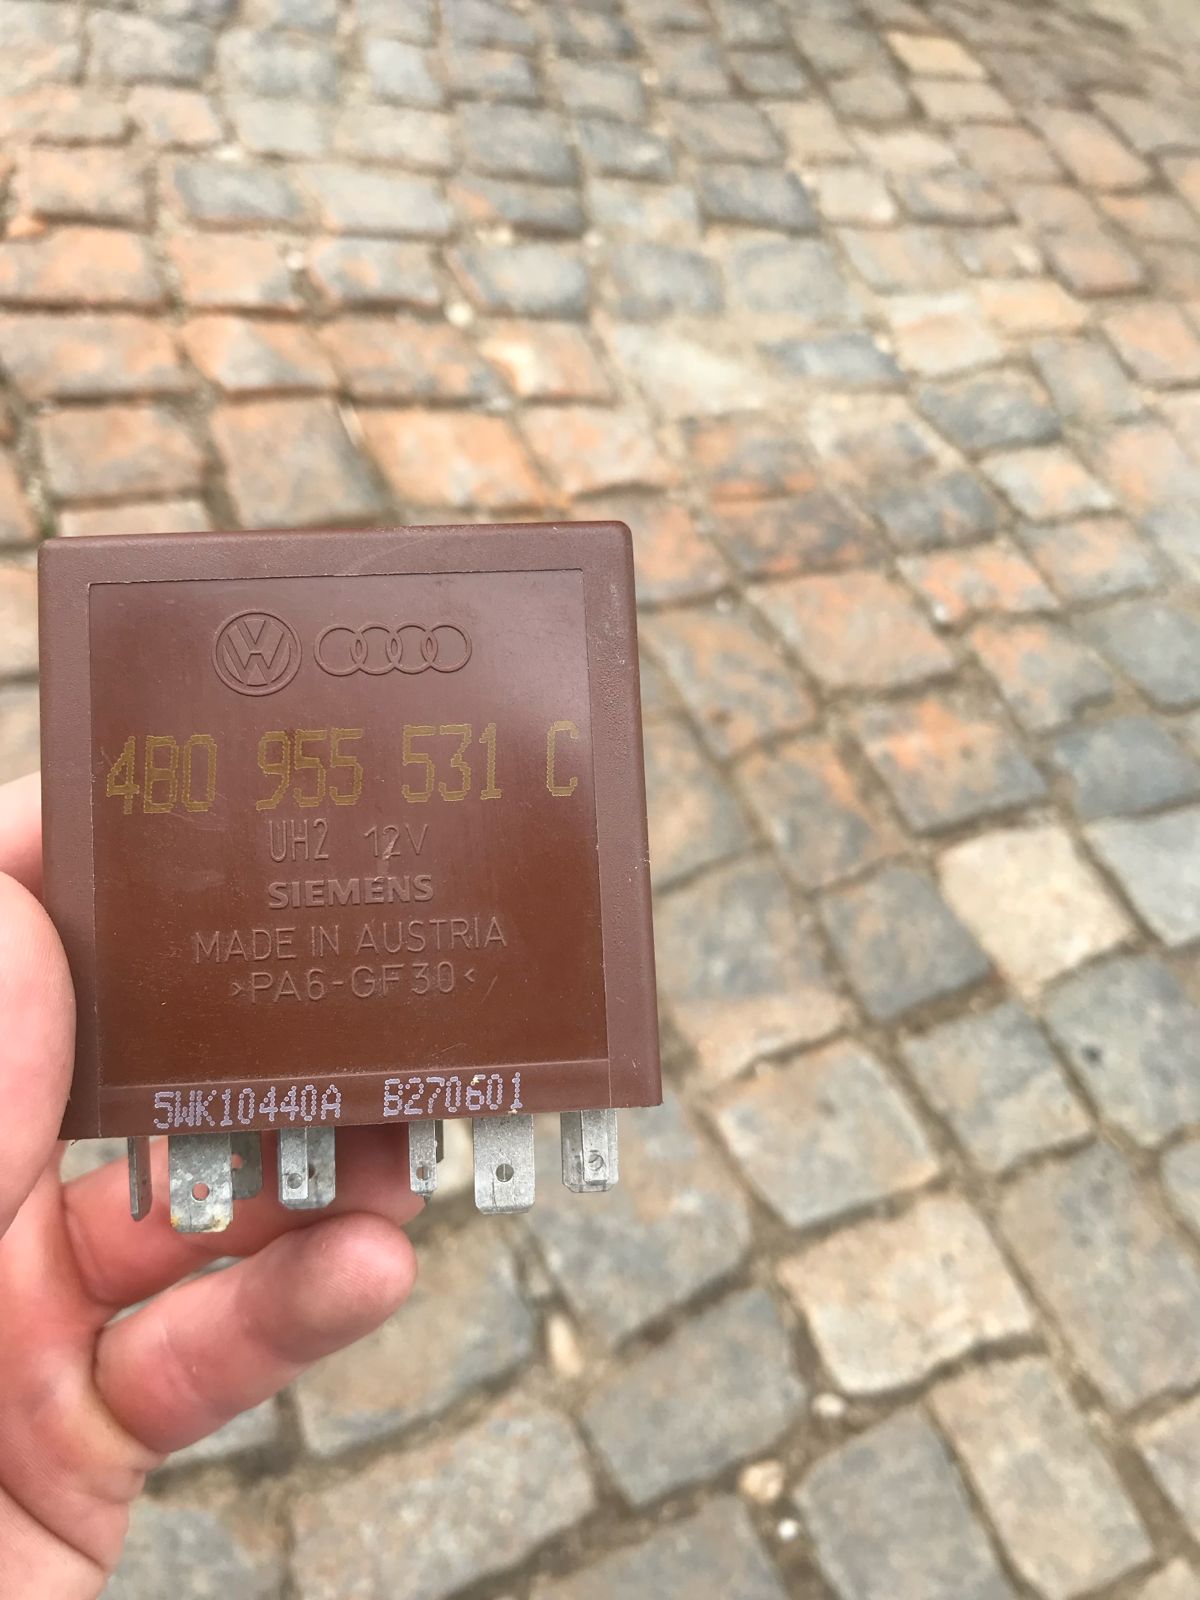 4B0 955 531 C
UH2 12V
SIEMENS
MADE IN AUSTRIA
>PA6-GF30<
5WK10440A B270601